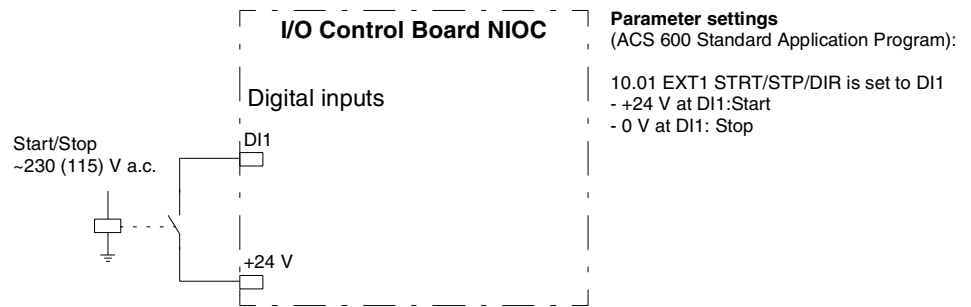 I/O Control Board NIOC
Digital inputs
DI1
+24 V
Start/Stop
~230 (115) V a.c.
Parameter settings
(ACS 600 Standard Application Program):
10.01 EXT1 STRT/STP/DIR is set to DI1
- +24 V at DI1:Start
- 0 V at DI1: Stop